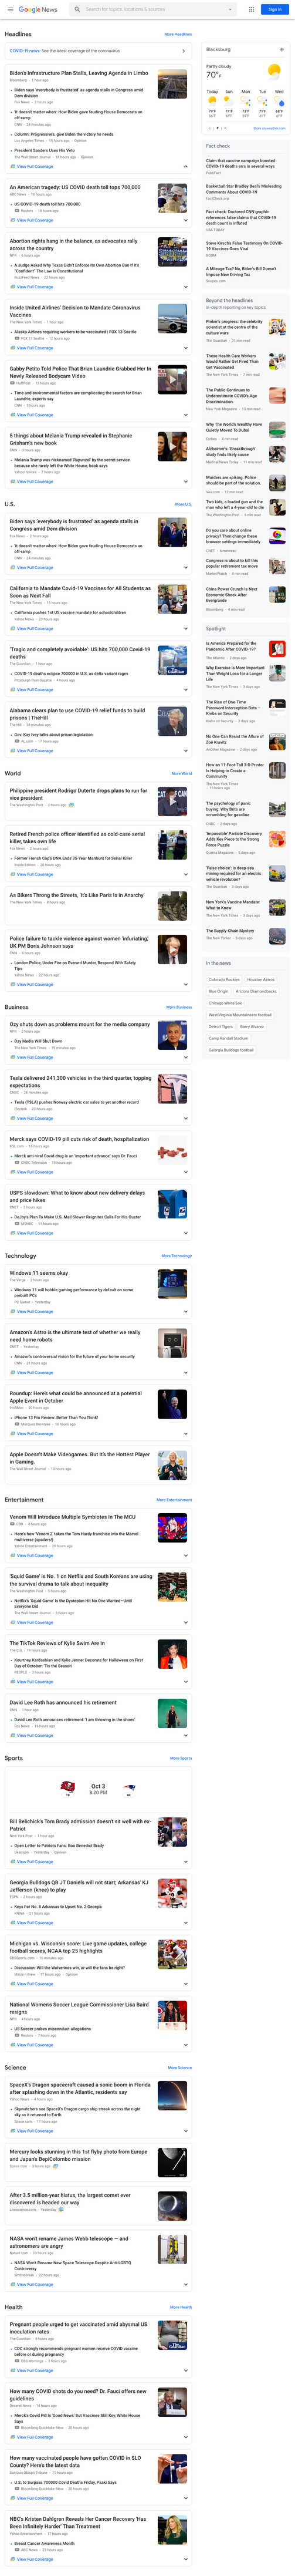 Google News
Search for topics, locations & sources
Sign in
Headlines
More Headlines
COVID-19 news: See the latest coverage of the coronavirus
Biden's Infrastructure Plan Stalls, Leaving Agenda in Limbo
Bloomberg · 1 hour ago
Biden says 'everybody is frustrated' as agenda stalls in Congress amid Dem division
Fox News · 2 hours ago
'It doesn't matter when': How Biden gave feuding House Democrats an off-ramp
CNN · 24 minutes ago
Column: Progressives, give Biden the victory he needs
Los Angeles Times · 10 hours ago · Opinion
President Sanders Uses His Veto
The Wall Street Journal · 18 hours ago · Opinion
View Full Coverage
An American tragedy: US COVID death toll tops 700,000
ABC News · 14 hours ago
US COVID-19 death toll hits 700,000
Reuters · 19 hours ago
View Full Coverage
Abortion rights hang in the balance, as advocates rally across the country
NPR · 6 hours ago
A Judge Asked Why Texas Didn't Enforce its Own Abortion Ban If It's "Confident" The Law Is Constitutional
BuzzFeed News · 22 hours ago
View Full Coverage
Inside United Airlines' Decision to Mandate Coronavirus Vaccines
The New York Times · 1 hour ago
Alaska Airlines requiring workers to be vaccinated | FOX 13 Seattle
FOX 13 Seattle · 12 hours ago
View Full Coverage
Gabby Petito Told Police That Brian Laundrie Grabbed Her In Newly Released Bodycam Video
HuffPost · 13 hours ago
Time and environmental factors are complicating the search for Brian Laundrie, experts say
CNN · 5 hours ago
View Full Coverage
5 things about Melania Trump revealed in Stephanie Grisham's new book
CNN · 3 hours ago
Melania Trump was nicknamed 'Rapunzel' by the secret service because she rarely left the White House, book says
Yahoo! Voices · 7 hours ago
View Full Coverage
U.S.
More U.S.
Biden says 'everybody is frustrated' as agenda stalls in Congress amid Dem division
Fox News · 2 hours ago
'It doesn't matter when': How Biden gave feuding House Democrats an off-ramp
CNN · 24 minutes ago
View Full Coverage
California to Mandate Covid-19 Vaccines for All Students as Soon as Next Fall
The New York Times · 16 hours ago
California pushes 1st US vaccine mandate for schoolchildren
Yahoo News · 20 hours ago
View Full Coverage
'Tragic and completely avoidable': US hits 700,000 Covid-19 deaths
The Guardian · 1 hour ago
COVID-19 deaths eclipse 700000 in U.S. as delta variant rages
Pittsburgh Post-Gazette · 4 hours ago
View Full Coverage
Alabama clears plan to use COVID-19 relief funds to build prisons | TheHill
The Hill · 59 minutes ago
Gov. Kay Ivey talks about prison legislation
AL.com · 17 hours ago
View Full Coverage
World
More World
Philippine president Rodrigo Duterte drops plans to run for vice president
The Washington Post · 2 hours ago
Retired French police officer identified as cold-case serial killer, takes own life
Fox News · 2 hours ago
Former French Cop's DNA Ends 35-Year Manhunt for Serial Killer
Inside Edition · 20 hours ago
View Full Coverage
As Bikers Throng the Streets, 'It's Like Paris Is in Anarchy'
The New York Times · 8 hours ago
Police failure to tackle violence against women 'infuriating,' UK PM Boris Johnson says
CNN · 6 hours ago
London Police, Under Fire on Everard Murder, Respond With Safety Tips
Yahoo News · 22 hours ago
View Full Coverage
Business
More Business
Ozy shuts down as problems mount for the media company
NPR · 3 hours ago
Ozy Media Will Shut Down
The New York Times · 19 minutes ago
View Full Coverage
Tesla delivered 241,300 vehicles in the third quarter, topping expectations
CNBC · 28 minutes ago
Tesla (TSLA) pushes Norway electric car sales to yet another record
Electrek · 23 hours ago
View Full Coverage
Merck says COVID-19 pill cuts risk of death, hospitalization
KSL.com · 16 hours ago
Merck anti-viral Covid drug is an 'important advance,' says Dr. Fauci
CNBC Television · 19 hours ago
View Full Coverage
USPS slowdown: What to know about new delivery delays and price hikes
CNET · 3 hours ago
DeJoy's Plan To Make U.S. Mail Slower Reignites Calls For His Ouster
MSNBC · 11 hours ago
View Full Coverage
Technology
More Technology
Windows 11 seems okay
The Verge · 3 hours ago
Windows 11 will hobble gaming performance by default on some prebuilt PCs
PC Gamer · Yesterday
View Full Coverage
Amazon's Astro is the ultimate test of whether we really need home robots
CNET · Yesterday
Amazon's controversial vision for the future of your home security
CNN · 21 hours ago
View Full Coverage
Roundup: Here's what could be announced at a potential Apple Event in October
9to5Mac · 20 hours ago
iPhone 13 Pro Review: Better Than You Think!
Marques Brownlee · 16 hours ago
View Full Coverage
Apple Doesn't Make Videogames. But It's the Hottest Player in Gaming.
The Wall Street Journal · 13 hours ago
Entertainment
More Entertainment
Venom Will Introduce Multiple Symbiotes In The MCU
CBR · 3 hours ago
Here's how 'Venom 2' takes the Tom Hardy franchise into the Marvel multiverse (spoilers!)
Yahoo Entertainment · 20 hours ago
View Full Coverage
'Squid Game' is No. 1 on Netflix and South Koreans are using the survival drama to talk about inequality
The Washington Post · 5 hours ago
Netflix's 'Squid Game' Is the Dystopian Hit No One Wanted—Until Everyone Did
The Wall Street Journal · 3 hours ago
View Full Coverage
The TikTok Reviews of Kylie Swim Are In
The Cut · 19 hours ago
Kourtney Kardashian and Kylie Jenner Decorate for Halloween on First Day of October: 'Tis the Season!
PEOPLE · 3 hours ago
View Full Coverage
David Lee Roth has announced his retirement
CNN · 1 hour ago
David Lee Roth announces retirement: 'I am throwing in the shoes'
Fox News · 16 hours ago
View Full Coverage
Sports
More Sports
TB
Oct 3
8:20 PM
NE
Bill Belichick's Tom Brady admission doesn't sit well with ex-Patriot
New York Post · 1 hour ago
Open Letter to Patriots Fans: Boo Benedict Brady
Deadspin · Yesterday · Opinion
View Full Coverage
Georgia Bulldogs QB JT Daniels will not start; Arkansas' KJ Jefferson (knee) to play
ESPN · 2 hours ago
Keys For No. 8 Arkansas to Upset No. 2 Georgia
KNWA · 21 hours ago
View Full Coverage
Michigan vs. Wisconsin score: Live game updates, college football scores, NCAA top 25 highlights
CBSSports.com · 16 minutes ago
Discussion: Will the Wolverines win, or will the fans be right?
Maize n Brew · 17 hours ago · Opinion
View Full Coverage
National Women's Soccer League Commissioner Lisa Baird resigns
NPR · 4 hours ago
US Soccer probes misconduct allegations
Reuters · 7 hours ago
View Full Coverage
Science
More Science
SpaceX's Dragon spacecraft caused a sonic boom in Florida after splashing down in the Atlantic, residents say
Yahoo News · 4 hours ago
Skywatchers see SpaceX's Dragon cargo ship streak across the night sky as it returned to Earth
Space.com · 17 hours ago
View Full Coverage
Mercury looks stunning in this 1st flyby photo from Europe and Japan's BepiColombo mission
Space.com · 3 hours ago
After 3.5 million-year hiatus, the largest comet ever discovered is headed our way
Livescience.com · Yesterday
NASA won't rename James Webb telescope — and astronomers are angry
Nature.com · 23 hours ago
NASA Won't Rename New Space Telescope Despite Anti-LGBTQ Controversy
Smithsonian · 22 hours ago
View Full Coverage
Health
More Health
Pregnant people urged to get vaccinated amid abysmal US inoculation rates
The Guardian · 8 hours ago
CDC strongly recommends pregnant women receive COVID vaccine before or during pregnancy
CBS Mornings · 3 hours ago
View Full Coverage
How many COVID shots do you need? Dr. Fauci offers new guidelines
Deseret News · 19 hours ago
Merck's Covid Pill Is 'Good News' But Vaccines Still Key, White House Says
Bloomberg Quicktake: Now · 20 hours ago
View Full Coverage
How many vaccinated people have gotten COVID in SLO County? Here's the latest data
San Luis Obispo Tribune · 19 hours ago
U.S. to Surpass 700000 Covid Deaths Friday, Psaki Says
Bloomberg Quicktake: Now · 20 hours ago
View Full Coverage
NBC's Kristen Dahlgren Reveals Her Cancer Recovery 'Has Been Infinitely Harder' Than Treatment
Yahoo Entertainment · 17 hours ago
Breast Cancer Awareness Month
ABC News · 23 hours ago
View Full Coverage
Blacksburg
Partly cloudy
70°F
Today Sun Mon Tue Wed
C F K
More on weather.com
Fact check
Claim that vaccine campaign boosted COVID-19 deaths errs in several ways
PolitiFact
Basketball Star Bradley Beal's Misleading Comments About COVID-19
FactCheck.org
Fact check: Doctored CNN graphic references false claims that COVID-19 death count is inflated
USA TODAY
Steve Kirsch's False Testimony On COVID-19 Vaccines Goes Viral
BOOM
A Mileage Tax? No, Biden's Bill Doesn't Impose New Driving Tax
Snopes.com
Beyond the headlines
In-depth reporting on key topics
Pinker's progress: the celebrity scientist at the centre of the culture wars
The Guardian · 31 min read
These Health Care Workers Would Rather Get Fired Than Get Vaccinated
The New York Times · 7 min read
The Public Continues to Underestimate COVID's Age Discrimination
New York Magazine · 13 min read
Why The World's Wealthy Have Quietly Moved To Dubai
Forbes · 4 min read
Alzheimer's: 'Breakthrough' study finds likely cause
Medical News Today · 11 min read
Murders are spiking. Police should be part of the solution.
Vox.com · 13 min read
Two kids, a loaded gun and the man who left a 4-year-old to die
The Washington Post
Do you care about online privacy? Then change these browser settings immediately
CNET · 6 min read
Congress is about to kill this popular retirement tax move
MarketWatch · 4 min read
China Power Crunch Is Next Economic Shock After Evergrande
Bloomberg · 4 min read
Spotlight
Is America Prepared for the Pandemic After COVID-19?
The Atlantic · 3 days ago
Why Exercise Is More Important Than Weight Loss for a Longer Life
The New York Times · 3 days ago
The Rise of One-Time Password Interception Bots – Krebs on Security
Krebs on Security · 3 days ago
No One Can Resist the Allure of Zoë Kravitz
AnOther Magazine · 2 days ago
How an 11-Foot-Tall 3-D Printer Is Helping to Create a Community
The New York Times
The psychology of panic buying: Why Brits are scrambling for gasoline
CNBC · 2 days ago
'Impossible' Particle Discovery Adds Key Piece to the Strong Force Puzzle
Quanta Magazine
'False choice': is deep-sea mining required for an electric vehicle revolution?
The Guardian
New York's Vaccine Mandate: What to Know
The New York Times
The Supply-Chain Mystery
The New Yorker
In the news
Colorado Rockies
Houston Astros
Blue Origin
Arizona Diamondbacks
Chicago White Sox
West Virginia Mountaineers football
Detroit Tigers
Barry Alvarez
Camp Randall Stadium
Georgia Bulldogs football